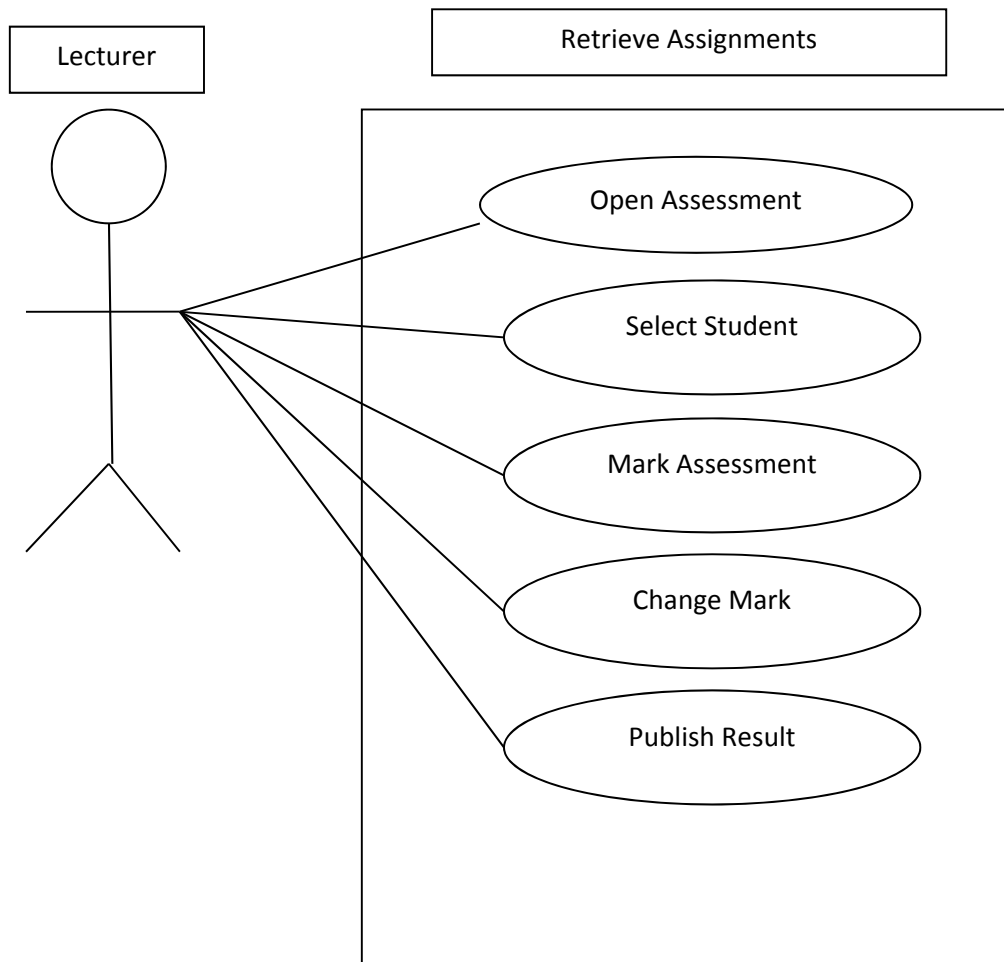 Lecturer
Retrieve Assignments
Open Assessment
Select Student
Mark Assessment
Change Mark
Publish Result